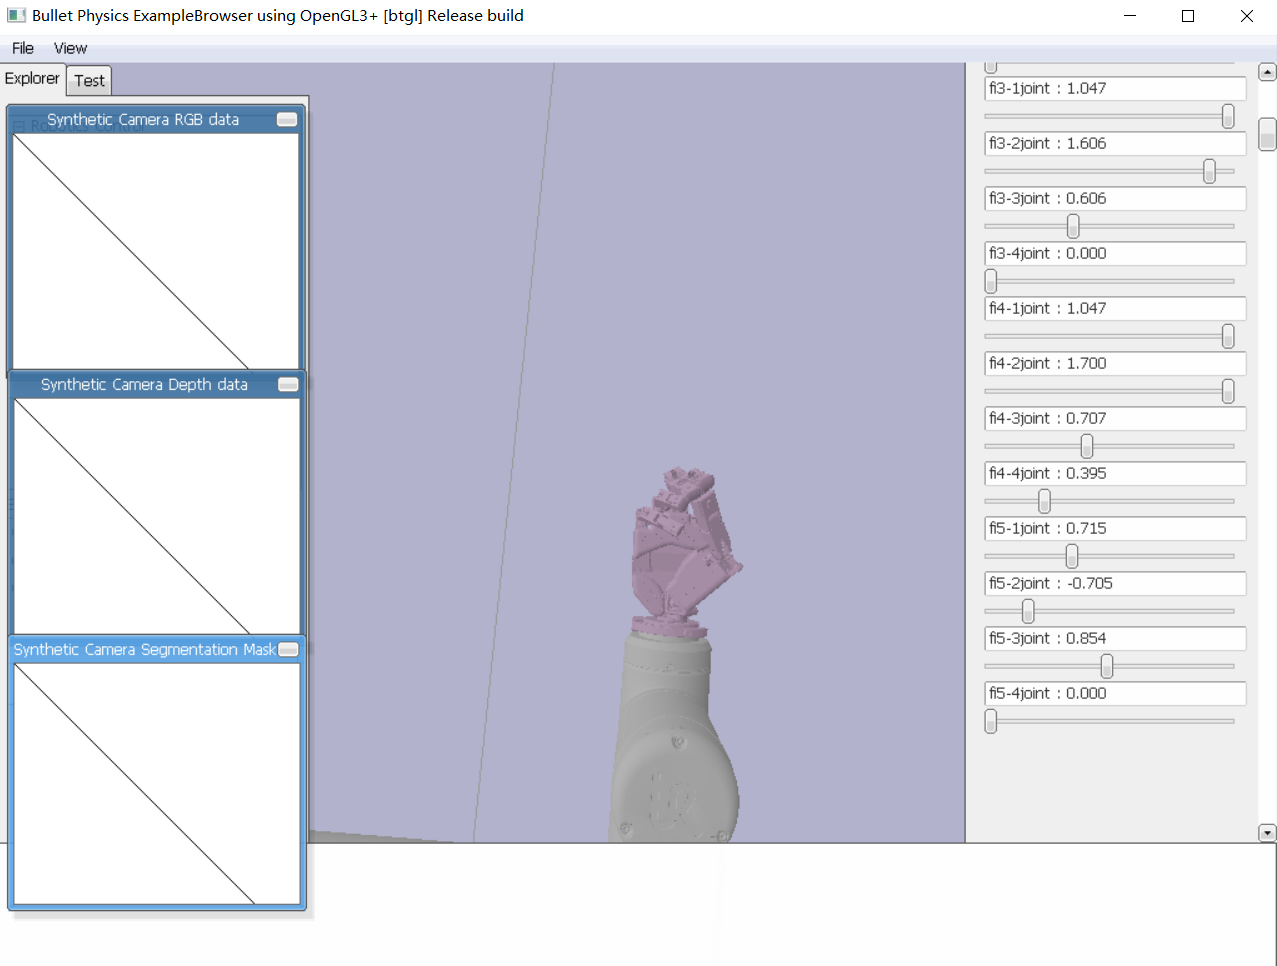 Bullet Physics ExampleBrowser using OpenGL3+ [btgl] Release build
File View
Explorer Test
Synthetic Camera RGB data
Synthetic Camera Depth data
Synthetic Camera Segmentation Mask
fi3-1joint : 1.047
fi3-2joint : 1.606
fi3-3joint : 0.606
fi3-4joint : 0.000
fi4-1joint : 1.047
fi4-2joint : 1.700
fi4-3joint : 0.707
fi4-4joint : 0.395
fi5-1joint : 0.715
fi5-2joint : -0.705
fi5-3joint : 0.854
fi5-4joint : 0.000